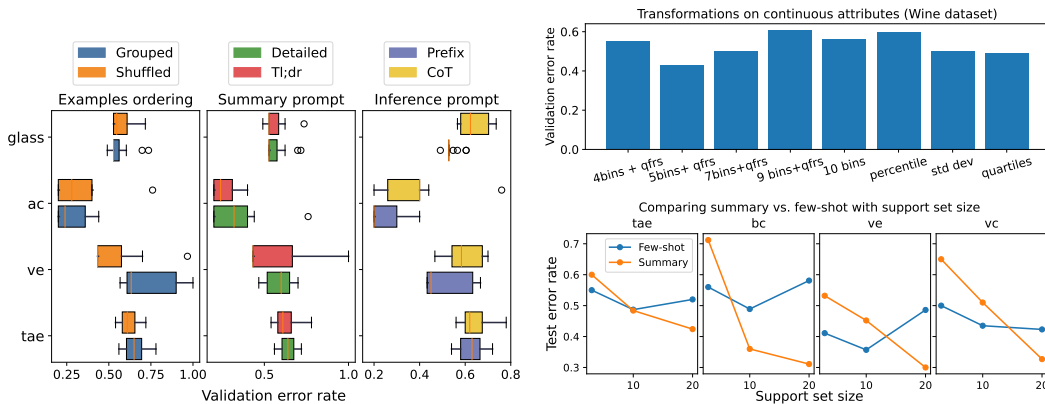 Grouped
Shuffled
Detailed
Tl;dr
Prefix
CoT
Examples ordering
Summary prompt
Inference prompt
glass
ac
ve
tae
0.25 0.50 0.75 1.00
0.5 1.0
0.2 0.4 0.6 0.8
Validation error rate
Transformations on continuous attributes (Wine dataset)
Validation error rate
0.6
0.4
0.2
0.0
4bins+ qfrs
5bins+ qfrs
7bins+qfrs
9 bins+qfrs
10 bins
percentile
std dev
quartiles
Comparing summary vs. few-shot with support set size
tae bc ve vc
Few-shot
Summary
Test error rate
0.7
0.6
0.5
0.4
0.3
10 20 10 20 10 20 10 20
Support set size